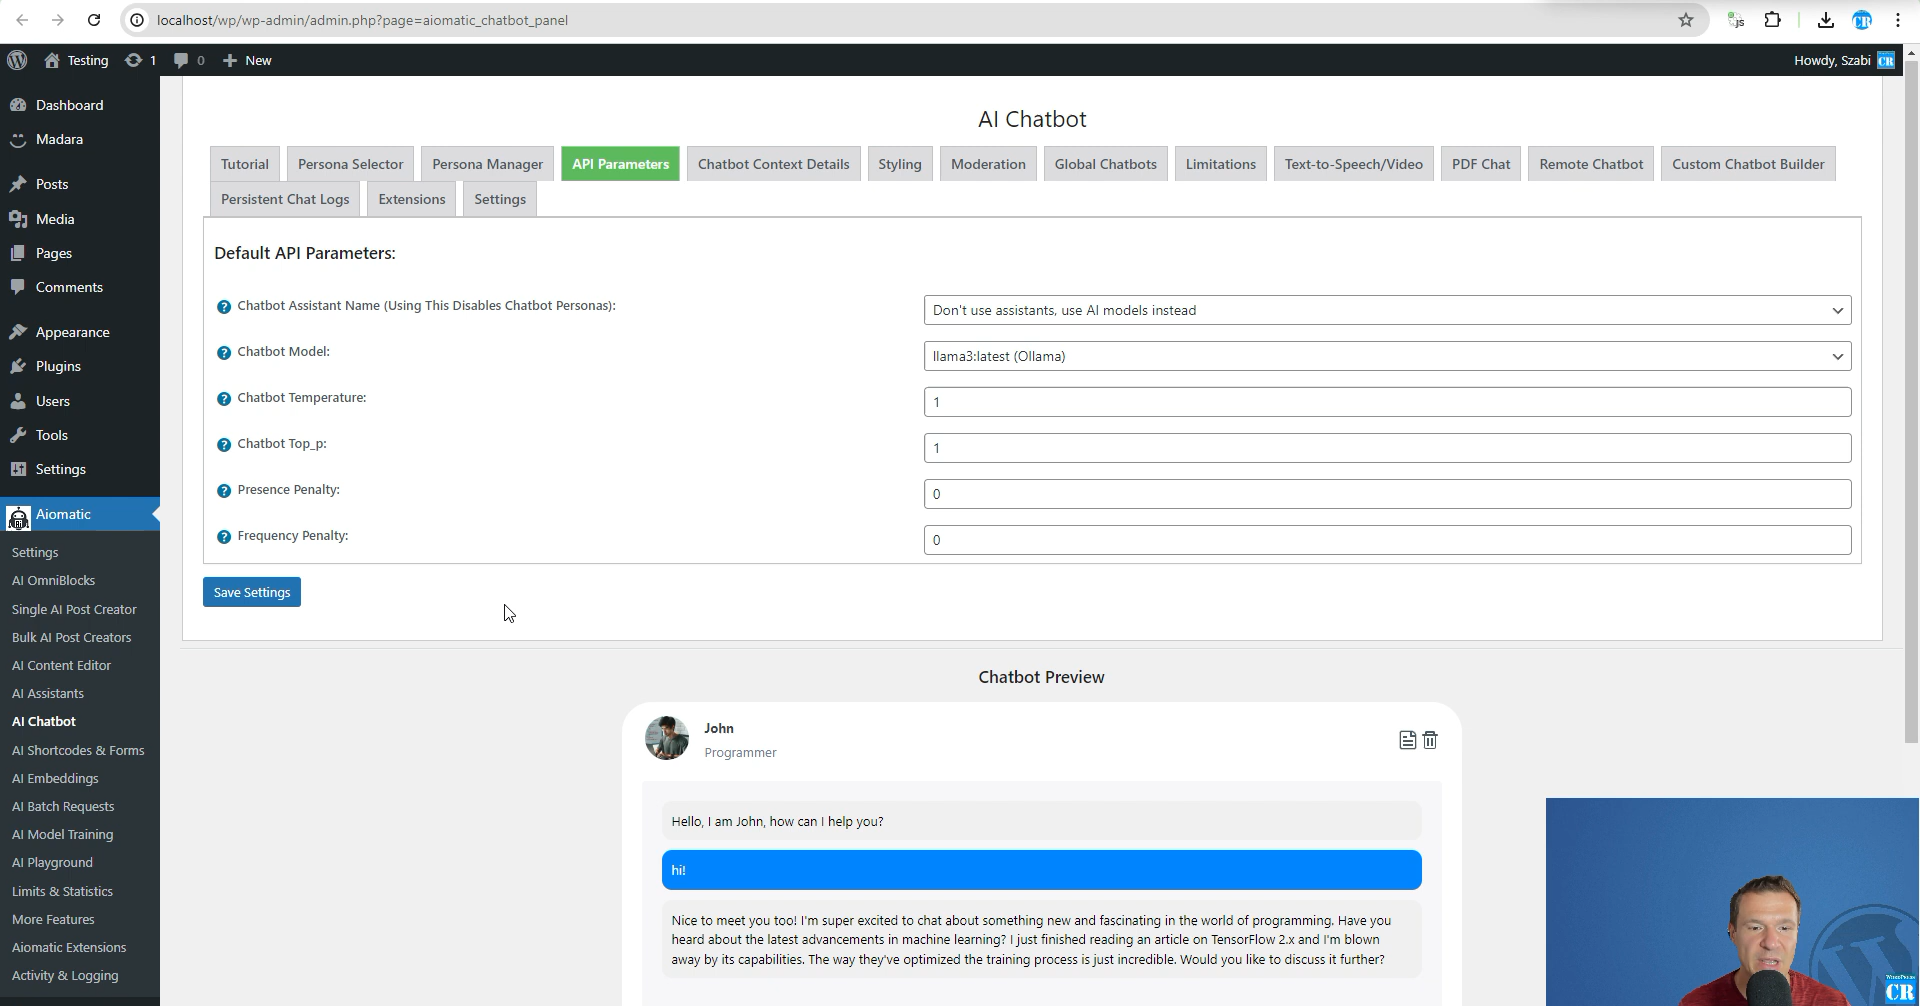 localhost/wp/wp-admin/admin.php?page=aiomatic_chatbot_panel
JS
CR
Testing
1
0
New
Howdy, Szabi
CR
Dashboard
Madara
Posts
Media
Pages
Comments
Appearance
Plugins
Users
Tools
Settings
Aiomatic
Settings
AI OmniBlocks
Single AI Post Creator
Bulk AI Post Creators
AI Content Editor
AI Assistants
AI Chatbot
AI Shortcodes & Forms
AI Embeddings
AI Batch Requests
AI Model Training
AI Playground
Limits & Statistics
More Features
Aiomatic Extensions
Activity & Logging
AI Chatbot
Tutorial
Persona Selector
Persona Manager
API Parameters
Chatbot Context Details
Styling
Moderation
Global Chatbots
Limitations
Text-to-Speech/Video
PDF Chat
Remote Chatbot
Custom Chatbot Builder
Persistent Chat Logs
Extensions
Settings
Default API Parameters:
Chatbot Assistant Name (Using This Disables Chatbot Personas):
Don't use assistants, use AI models instead
Chatbot Model:
llama3:latest (Ollama)
Chatbot Temperature:
1
Chatbot Top_p:
1
Presence Penalty:
0
Frequency Penalty:
0
Save Settings
Chatbot Preview
John
Programmer
Hello, I am John, how can I help you?
hi!
Nice to meet you too! I'm super excited to chat about something new and fascinating in the world of programming. Have you
heard about the latest advancements in machine learning? I just finished reading an article on TensorFlow 2.x and I'm blown
away by its capabilities. The way they've optimized the training process is just incredible. Would you like to discuss it further?
WORDPRESS
CR